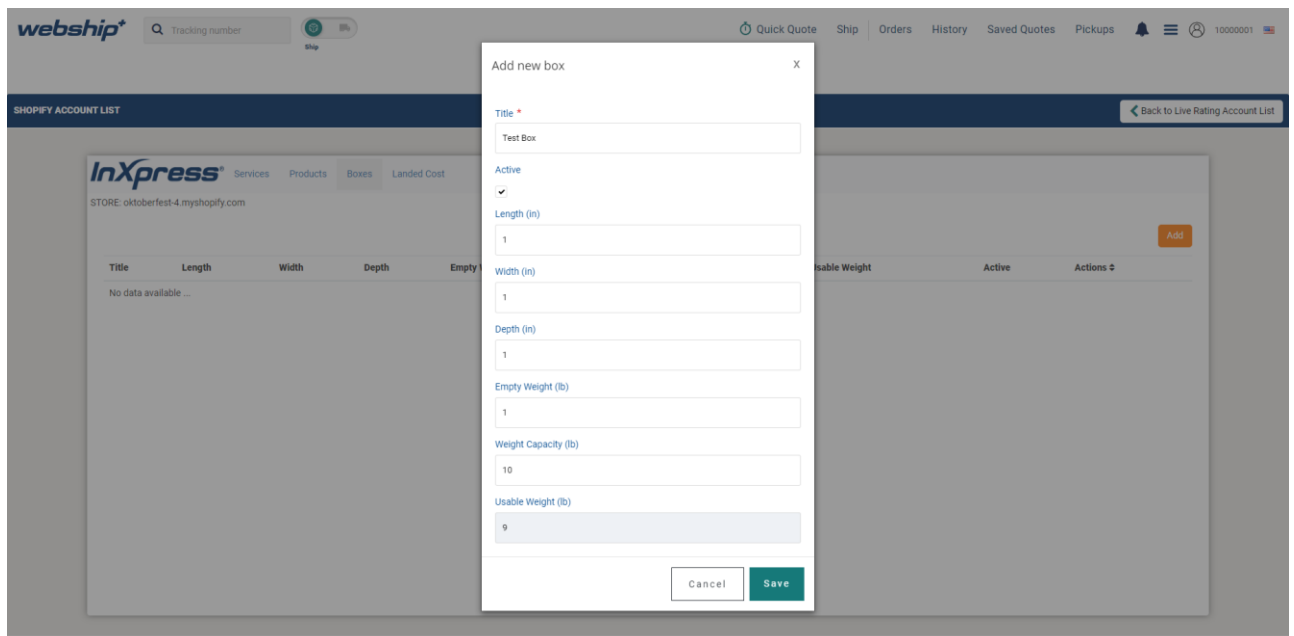 webship+
Tracking number
Ship
Quick Quote
Ship
Orders
History
Saved Quotes
Pickups
10000001
SHOPIFY ACCOUNT LIST
Back to Live Rating Account List
InXpress®
Services
Products
Boxes
Landed Cost
STORE: oktoberfest-4.myshopify.com
Add
Title
Length
Width
Depth
Empty
sable Weight
Active
Actions
No data available ...
Add new box
X
Title *
Test Box
Active
Length (in)
1
Width (in)
1
Depth (in)
1
Empty Weight (lb)
1
Weight Capacity (lb)
10
Usable Weight (lb)
9
Cancel
Save